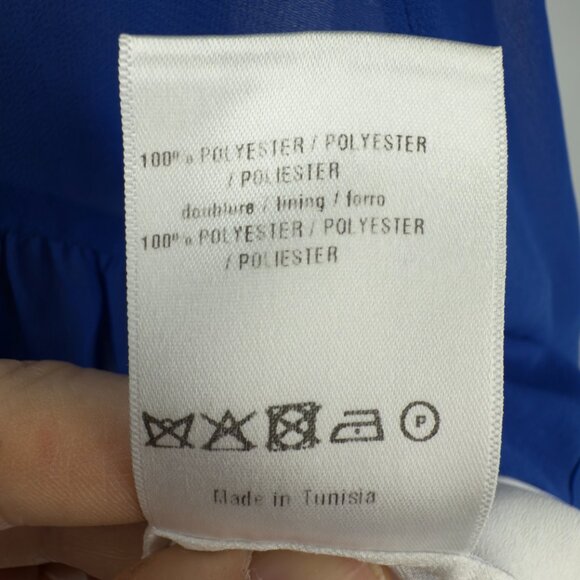 100% POLYESTER / POLYESTER
/ POLIESTER
doublure / lining / forro
100% POLYESTER / POLYESTER
/ POLIESTER
P
Made in Tunisia